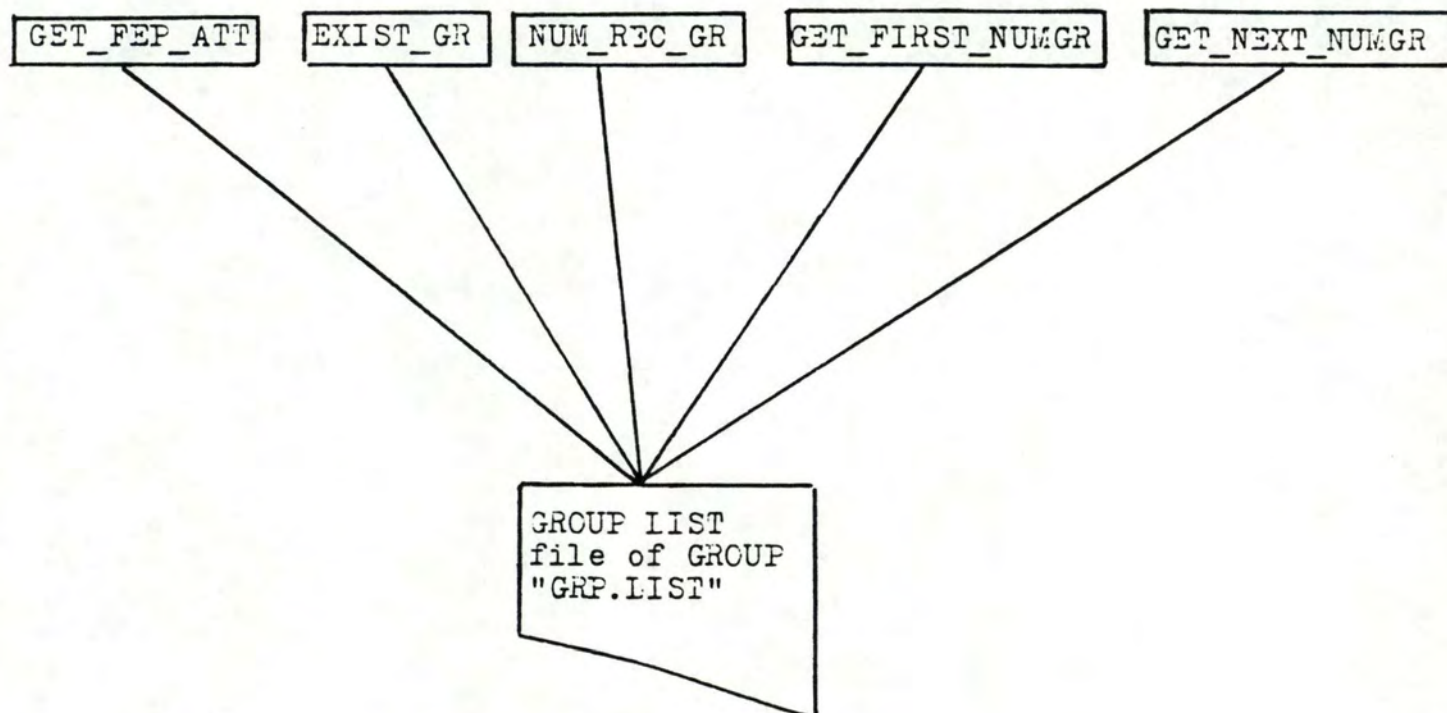 GET_FEP_ATT
EXIST_GR
NUM_REC_GR
GET_FIRST_NUMGR
GET_NEXT_NUMGR
GROUP LIST
file of GROUP
"GRP.LIST"